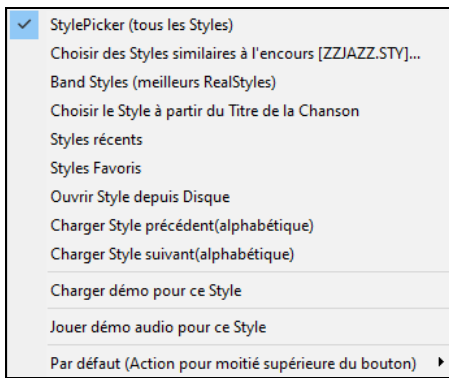 StylePicker (tous les Styles)
Choisir des Styles similaires à l'encours [ZZJAZZ.STY]...
Band Styles (meilleurs RealStyles)
Choisir le Style à partir du Titre de la Chanson
Styles récents
Styles Favoris
Ouvrir Style depuis Disque
Charger Style précédent(alphabétique)
Charger Style suivant(alphabétique)
Charger démo pour ce Style
Jouer démo audio pour ce Style
Par défaut (Action pour moitié supérieure du bouton)